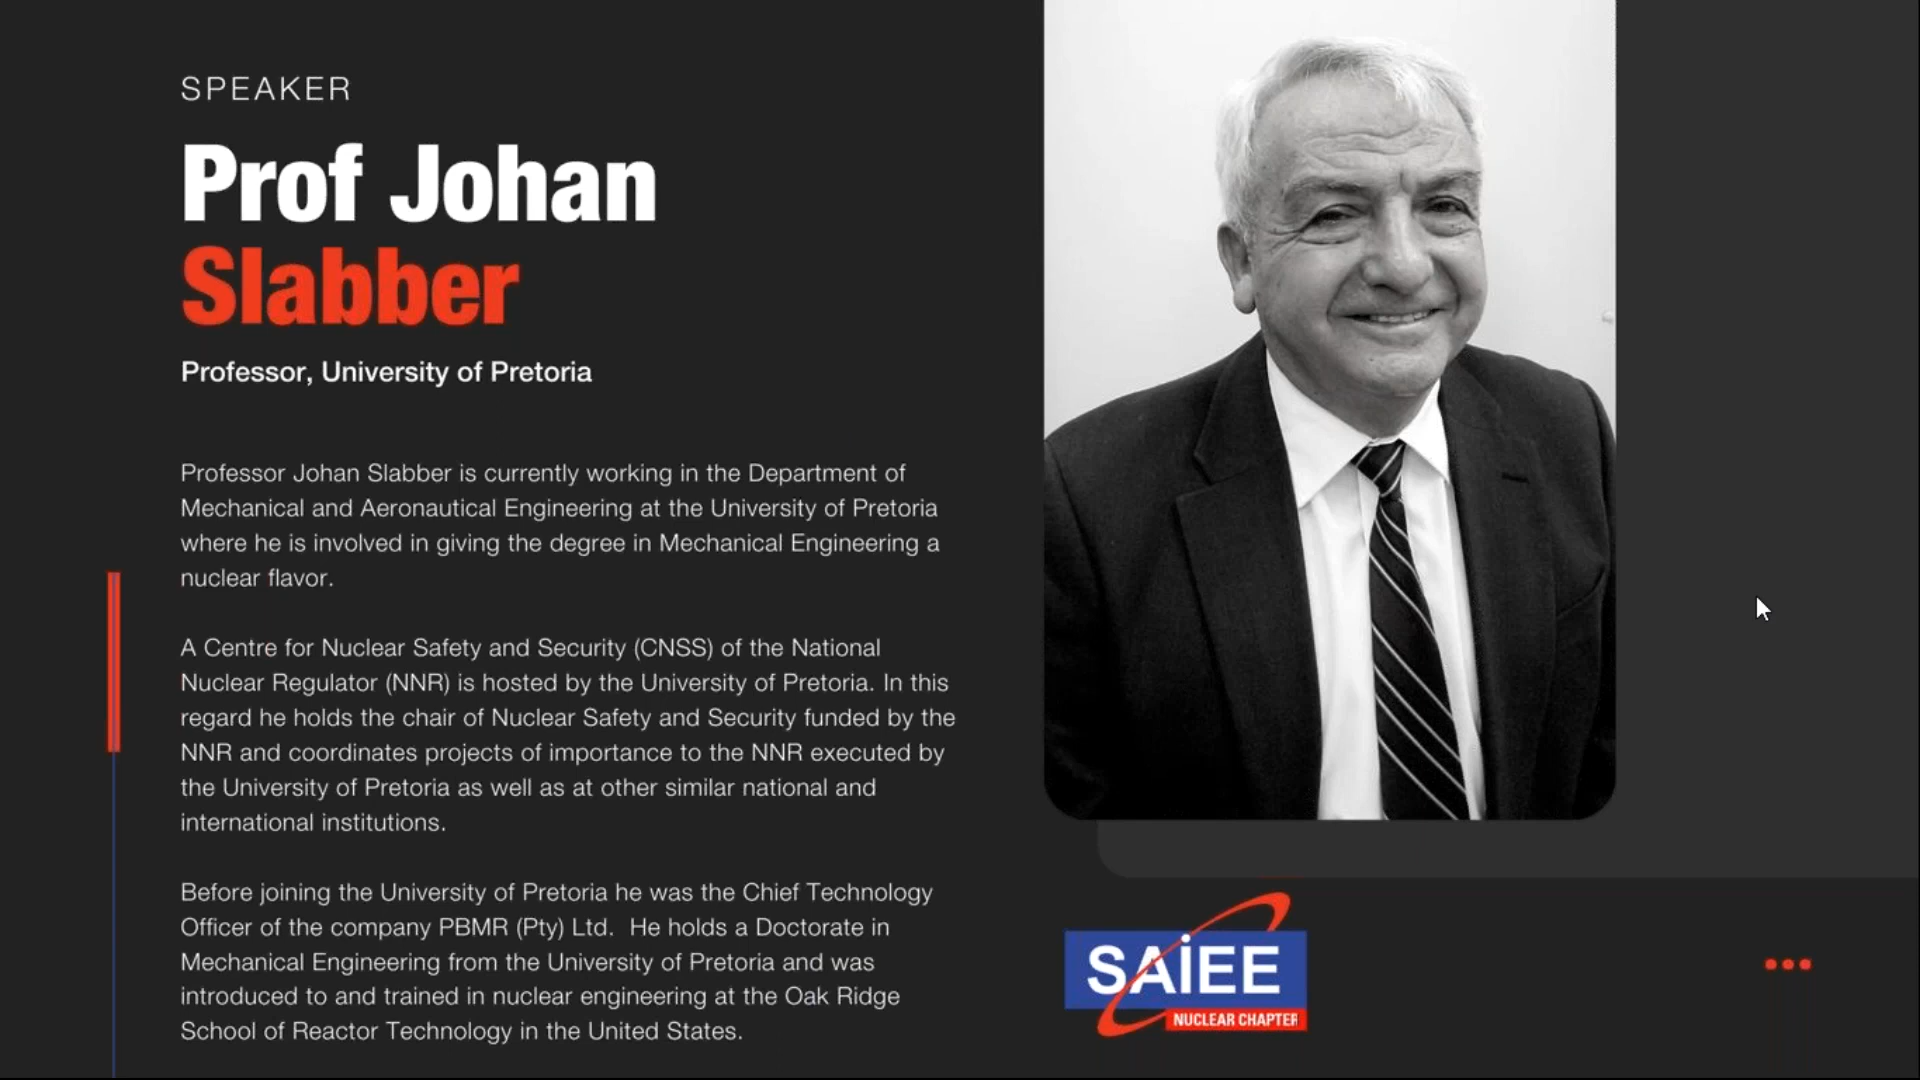 SPEAKER
Prof Johan
Slabber
Professor, University of Pretoria
Professor Johan Slabber is currently working in the Department of
Mechanical and Aeronautical Engineering at the University of Pretoria
where he is involved in giving the degree in Mechanical Engineering a
nuclear flavor.
A Centre for Nuclear Safety and Security (CNSS) of the National
Nuclear Regulator (NNR) is hosted by the University of Pretoria. In this
regard he holds the chair of Nuclear Safety and Security funded by the
NNR and coordinates projects of importance to the NNR executed by
the University of Pretoria as well as at other similar national and
international institutions.
Before joining the University of Pretoria he was the Chief Technology
Officer of the company PBMR (Pty) Ltd. He holds a Doctorate in
Mechanical Engineering from the University of Pretoria and was
introduced to and trained in nuclear engineering at the Oak Ridge
School of Reactor Technology in the United States.
SAiEE
NUCLEAR CHAPTER